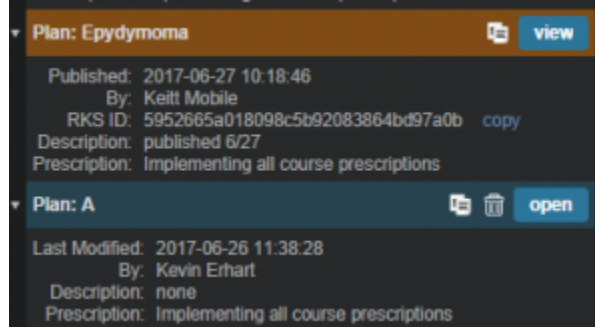 Plan: Epydymoma
view
Published: 2017-06-27 10:18:46
By: Keitt Mobile
RKS ID: 5952665a018098c5b92083864bd97a0b copy
Description: published 6/27
Prescription: Implementing all course prescriptions
Plan: A
open
Last Modified: 2017-06-26 11:38:28
By: Kevin Erhart
Description: none
Prescription: Implementing all course prescriptions